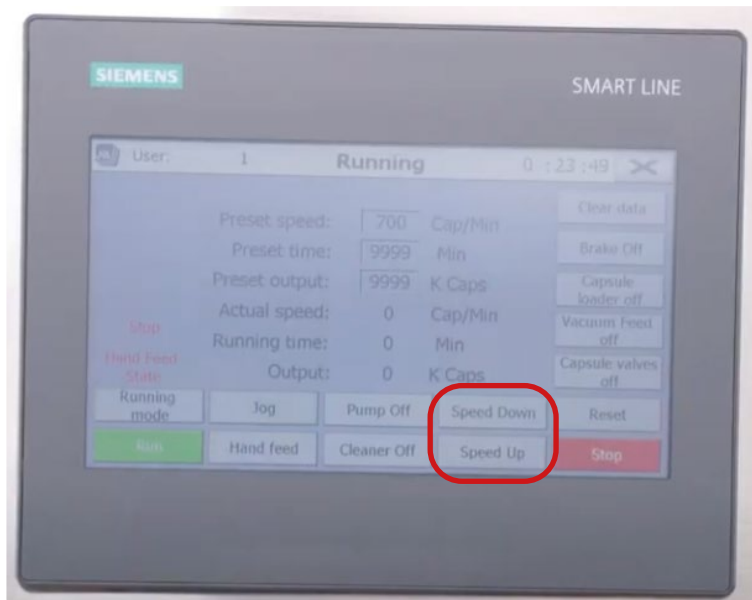 SIEMENS
SMART LINE
User: 1 Running 0 :23 :49
Clear data
Preset speed: 700 Cap/Min
Brake Off
Preset time: 9999 Min
Preset output: 9999 K Caps
Capsule
loader off
Actual speed: 0 Cap/Min
Stop
Vacuum Feed
off
Running time: 0 Min
Hand Feed
State
Output: 0 K Caps
Capsule valves
off
Running
mode
Jog
Pump Off
Speed Down
Reset
Run
Hand feed
Cleaner Off
Speed Up
Stop